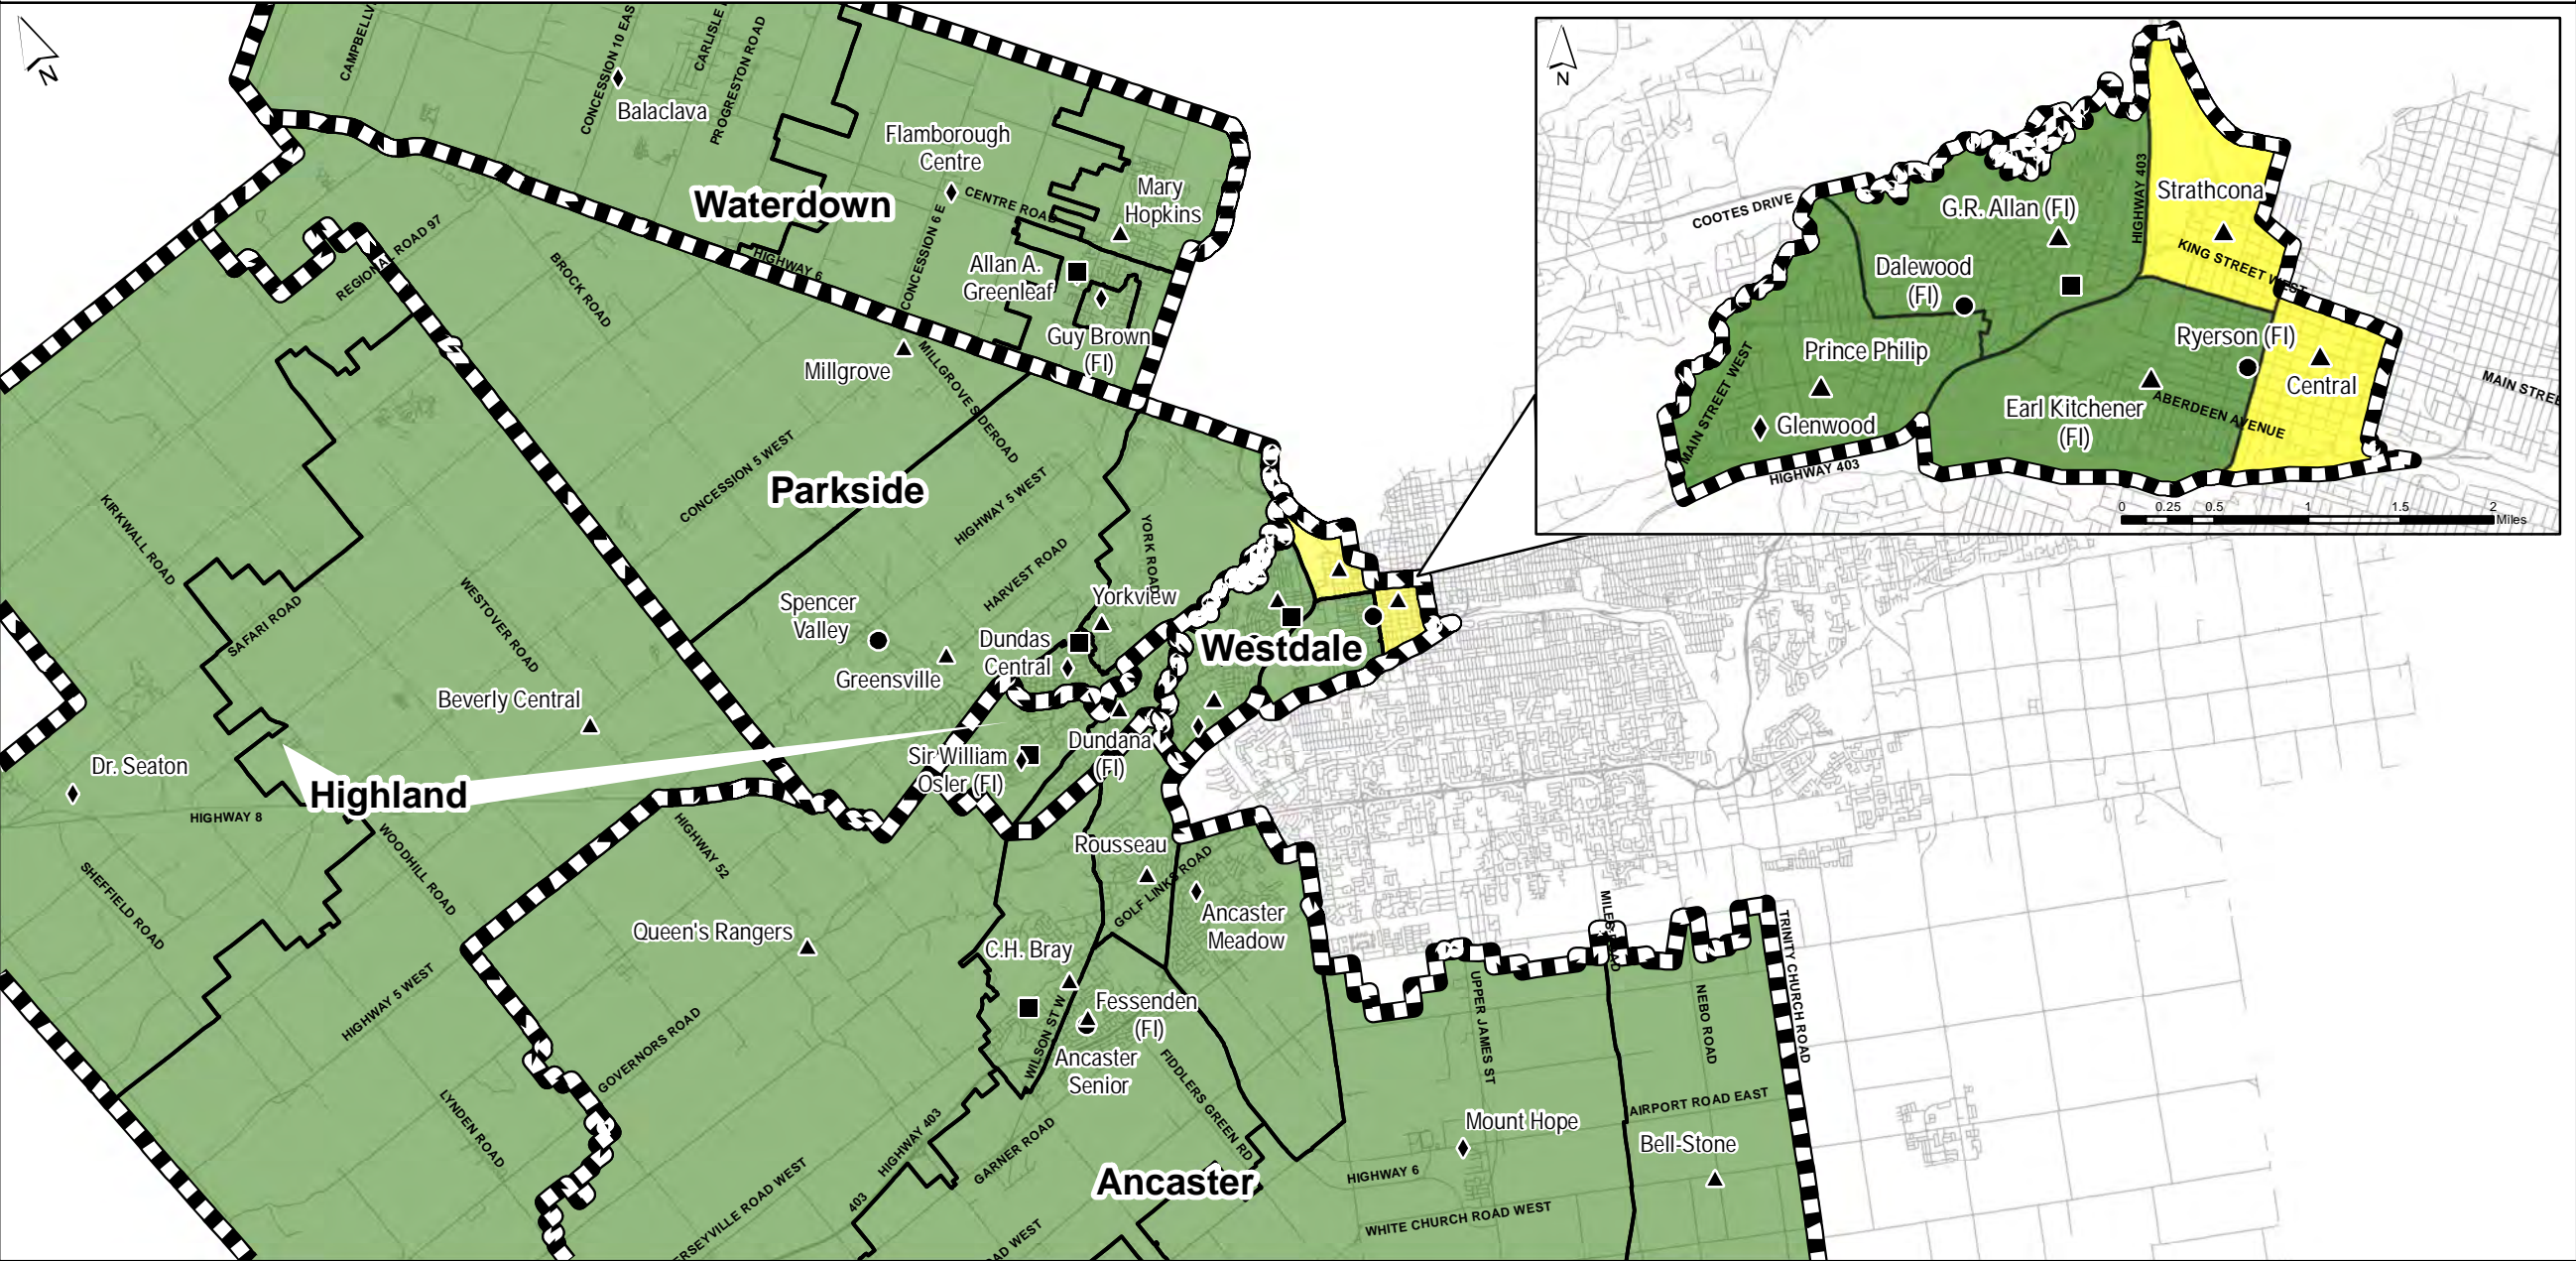 N
CAMPBELLV
CONCESSION 10 EAS
CARLISLE
PROGRESTON ROAD
Balaclava
Flamborough
Centre
CENTRE ROAD
Mary
Hopkins
Waterdown
HIGHWAY 6
CONCESSION 6 E
Allan A.
Greenleaf
Guy Brown
(FI)
REGIONAL ROAD 97
BROCK ROAD
Millgrove
MILLGROVE SIDEROAD
CONCESSION 5 WEST
Parkside
HIGHWAY 5 WEST
HARVEST ROAD
YORK ROAD
KIRKWALL ROAD
SAFARI ROAD
WESTOVER ROAD
Spencer
Valley
Greensville
Yorkview
Dundas
Central
Westdale
Beverly Central
Dr. Seaton
Highland
HIGHWAY 8
Sir William
Osler (FI)
Dundana
(FI)
SHEFFIELD ROAD
WOODHILL ROAD
HIGHWAY 52
Rousseau
GOLF LINKS ROAD
Ancaster
Meadow
Queen's Rangers
C.H. Bray
HIGHWAY 5 WEST
GOVERNORS ROAD
LYNDEN ROAD
WILSON ST W
Fessenden
(FI)
Ancaster
Senior
FIDDLERS GREEN RD
HIGHWAY 403
GARNER ROAD
403
ERSEYVILLE ROAD WEST
OAD WEST
Ancaster
MILES ROAD
UPPER JAMES ST
NEBO ROAD
TRINITY CHURCH ROAD
AIRPORT ROAD EAST
Mount Hope
Bell-Stone
HIGHWAY 6
WHITE CHURCH ROAD WEST
N
COOTES DRIVE
HIGHWAY 403
Strathcona
G.R. Allan (FI)
KING STREET WEST
Dalewood
(FI)
Ryerson (FI)
Prince Philip
Central
MAIN STREET WEST
Earl Kitchener
(FI)
ABERDEEN AVENUE
MAIN STREE
Glenwood
HIGHWAY 403
0 0.25 0.5 1 1.5 2
Miles